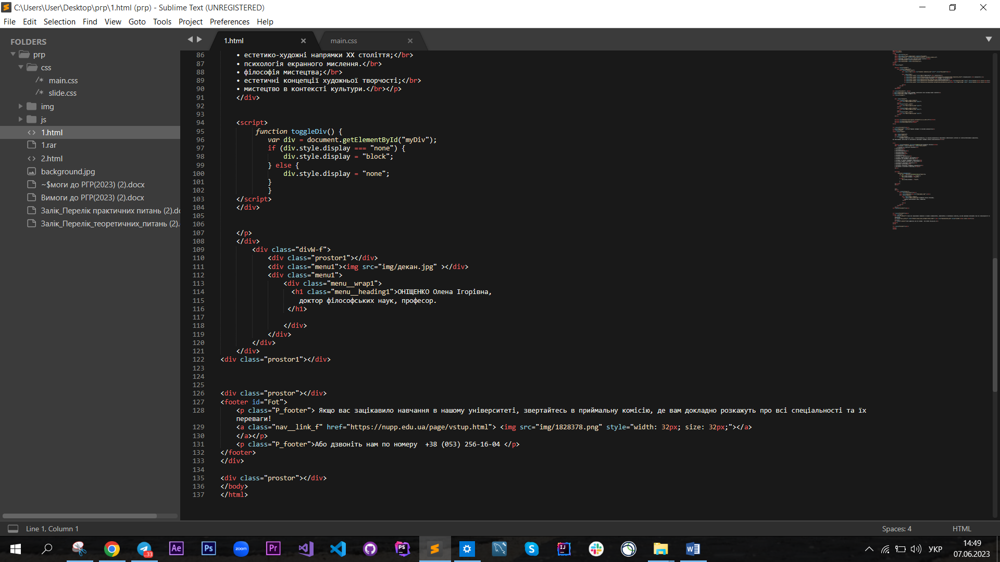 C:\Users\User\Desktop\ргр\1.html (ргр) - Sublime Text (UNREGISTERED)
File Edit Selection Find View Goto Tools Project Preferences Help
FOLDERS
ргр
css
/* main.css
/* slide.css
img
js
<> 1.html
1.rar
<> 2.html
background.jpg
~$моги до РГР(2023) (2).docx
Вимоги до РГР(2023) (2).docx
Залік_Перелік практичних питань (2).dо
Залік_Перелік_теоретичних_питань (2).
1.html
main.css
86 • естетико-художні напрямки XX століття;</br>
87 • психологія екранного мислення.</br>
88 • філософія мистецтва;</br>
89 • естетичні концепції художньої творчості;</br>
90 • мистецтво в контексті культури.</br></p>
91 </div>
92
93
94 <script>
95 function toggleDiv() {
96 var div = document.getElementById("myDiv");
97 if (div.style.display === "none") {
98 div.style.display = "block";
99 } else {
100 div.style.display = "none";
101 }
102 }
103 </script>
104 </div>
105
106
107 </p>
108 </div>
109 <div class="divW-f">
110 <div class="prostor1"></div>
111 <div class="menu1"><img src="img/декан.jpg" ></div>
112 <div class="menu1">
113 <div class="menu__wrap1">
114 <h1 class="menu__heading1">ОНІЩЕНКО Олена Ігорівна,
115 доктор філософських наук, професор.
116 </h1>
117
118 </div>
119 </div>
120 </div>
121 </div>
122 <div class="prostor1"></div>
123
124
125
126 <div class="prostor"></div>
127 <footer id="Fot">
128 <p class="P_footer"> Якщо вас зацікавило навчання в нашому університеті, звертайтесь в приймальну комісію, де вам докладно розкажуть про всі спеціальності та їх
переваги!
129 <a class="nav__link_f" href="https://nupp.edu.ua/page/vstup.html"> <img src="img/1828378.png" style="width: 32px; size: 32px;"></a>
130 </a></p>
131 <p class="P_footer">Або дзвоніть нам по номеру  +38 (053) 256-16-04 </p>
132 </footer>
133 </div>
134
135 <div class="prostor"></div>
136 </body>
137 </html>
Line 1, Column 1
Spaces: 4
HTML
33
Ae
Ps
zoom
Pr
PS
S
IJ
W
УКР
14:49
07.06.2023